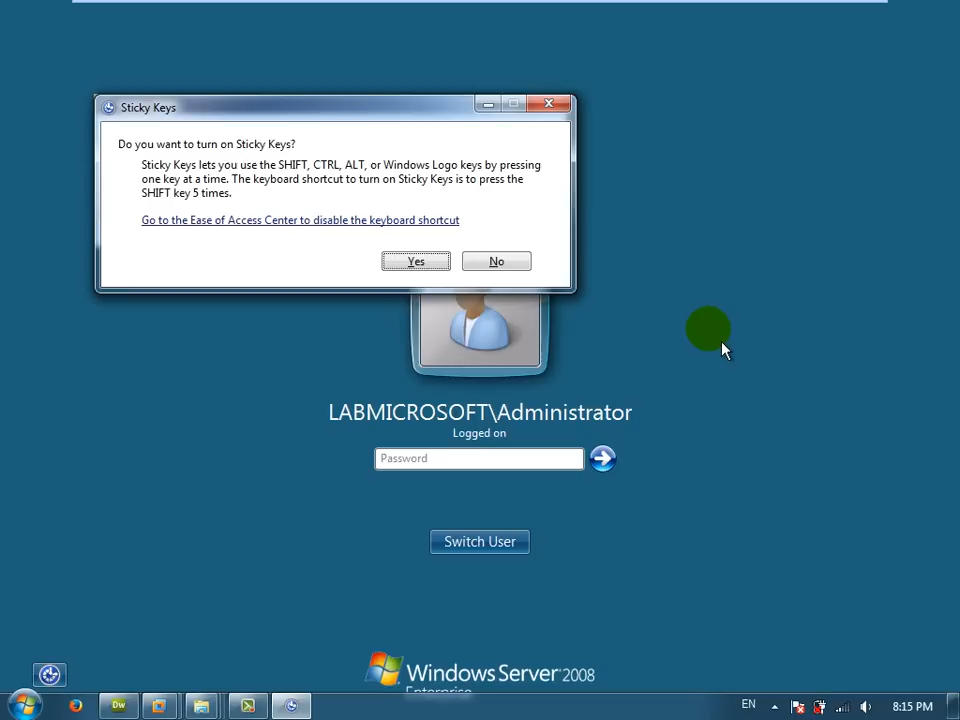 Sticky Keys
Do you want to turn on Sticky Keys?
Sticky Keys lets you use the SHIFT, CTRL, ALT, or Windows Logo keys by pressing
one key at a time. The keyboard shortcut to turn on Sticky Keys is to press the
SHIFT key 5 times.
Go to the Ease of Access Center to disable the keyboard shortcut
Yes No
LABMICROSOFT\Administrator
Logged on
Password
Switch User
Windows Server 2008
Enterprise
Dw EN 8:15 PM